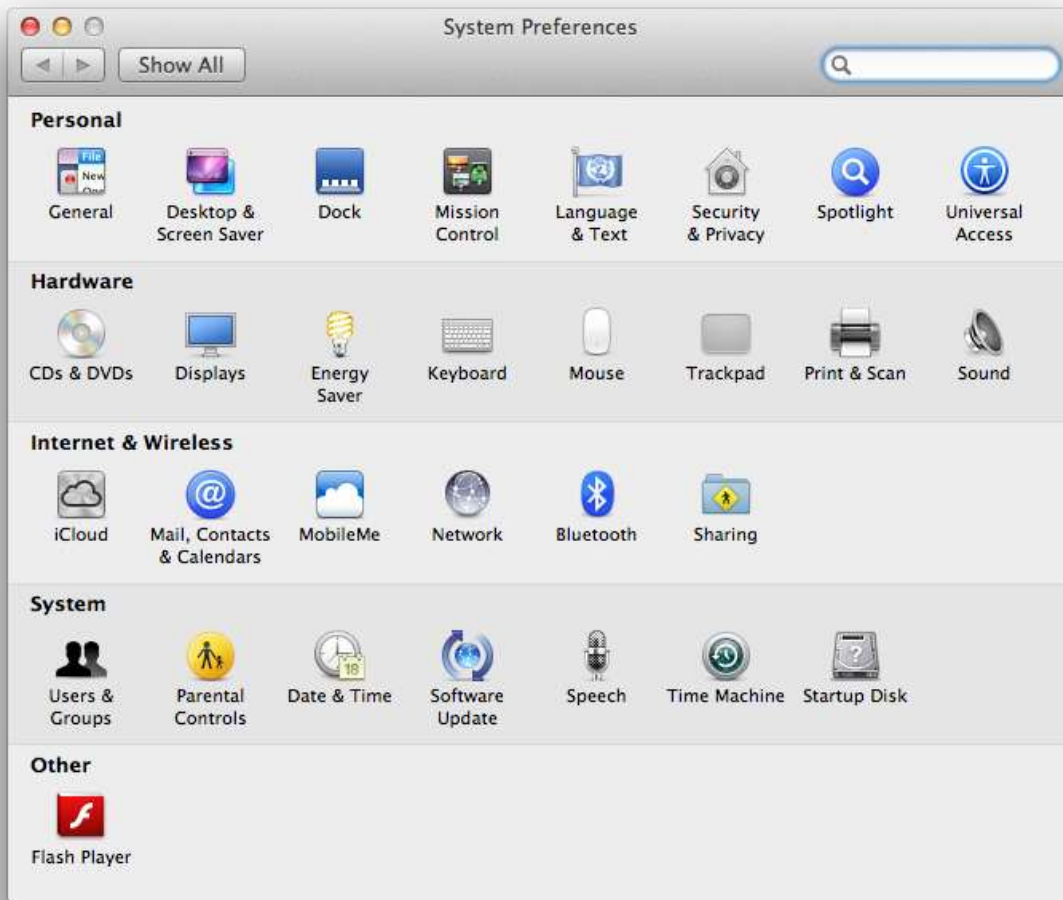 System Preferences
Show All
Personal
General
Desktop &
Screen Saver
Dock
Mission
Control
Language
& Text
Security
& Privacy
Spotlight
Universal
Access
Hardware
CDs & DVDs
Displays
Energy
Saver
Keyboard
Mouse
Trackpad
Print & Scan
Sound
Internet & Wireless
iCloud
Mail, Contacts
& Calendars
MobileMe
Network
Bluetooth
Sharing
System
Users &
Groups
Parental
Controls
Date & Time
18
Software
Update
Speech
Time Machine
Startup Disk
Other
Flash Player
File
New
@
?